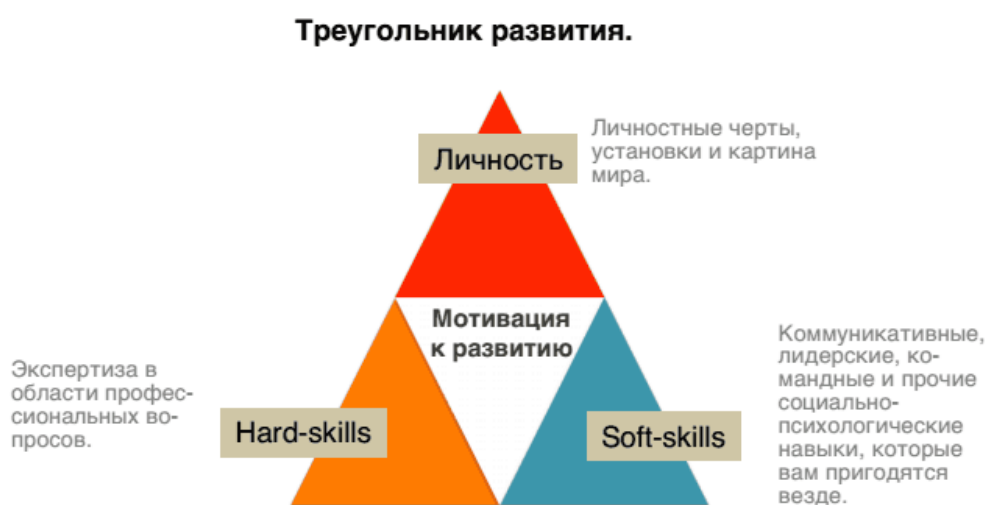 Треугольник развития.
Личность
Личностные черты,
установки и картина
мира.
Мотивация
к развитию
Экспертиза в
области профес-
сиональных во-
просов.
Hard-skills
Soft-skills
Коммуникативные,
лидерские, ко-
мандные и прочие
социально-
психологические
навыки, которые
вам пригодятся
везде.